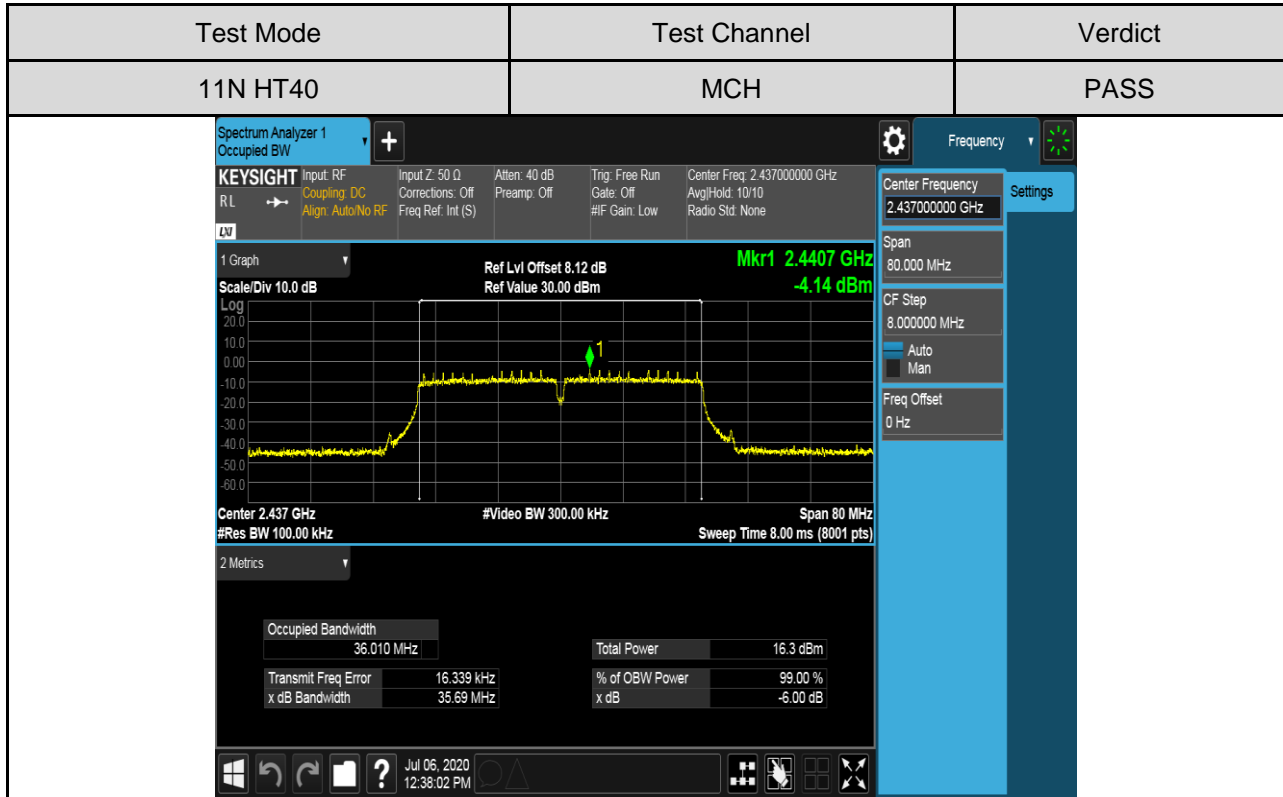 Test Mode Test Channel Verdict
11N HT40 MCH PASS
Spectrum Analyzer 1
Occupied BW
+
Frequency
KEYSIGHT Input: RF Input Z: 50 Ω Atten: 40 dB Trig: Free Run Center Freq: 2.437000000 GHz
RL Coupling: DC Corrections: Off Preamp: Off Gate: Off Avg|Hold: 10/10
Align: Auto/No RF Freq Ref: Int (S) #IF Gain: Low Radio Std: None
LXI
Center Frequency
2.437000000 GHz
Settings
Span
80.000 MHz
CF Step
8.000000 MHz
Auto
Man
Freq Offset
0 Hz
1 Graph
Ref Lvl Offset 8.12 dB
Mkr1 2.4407 GHz
Scale/Div 10.0 dB Ref Value 30.00 dBm -4.14 dBm
Log
20.0
10.0
0.00
-10.0
-20.0
-30.0
-40.0
-50.0
-60.0
1
Center 2.437 GHz #Video BW 300.00 kHz Span 80 MHz
#Res BW 100.00 kHz Sweep Time 8.00 ms (8001 pts)
2 Metrics
Occupied Bandwidth
36.010 MHz
Total Power 16.3 dBm
Transmit Freq Error 16.339 kHz % of OBW Power 99.00 %
x dB Bandwidth 35.69 MHz x dB -6.00 dB
?
Jul 06, 2020
12:38:02 PM